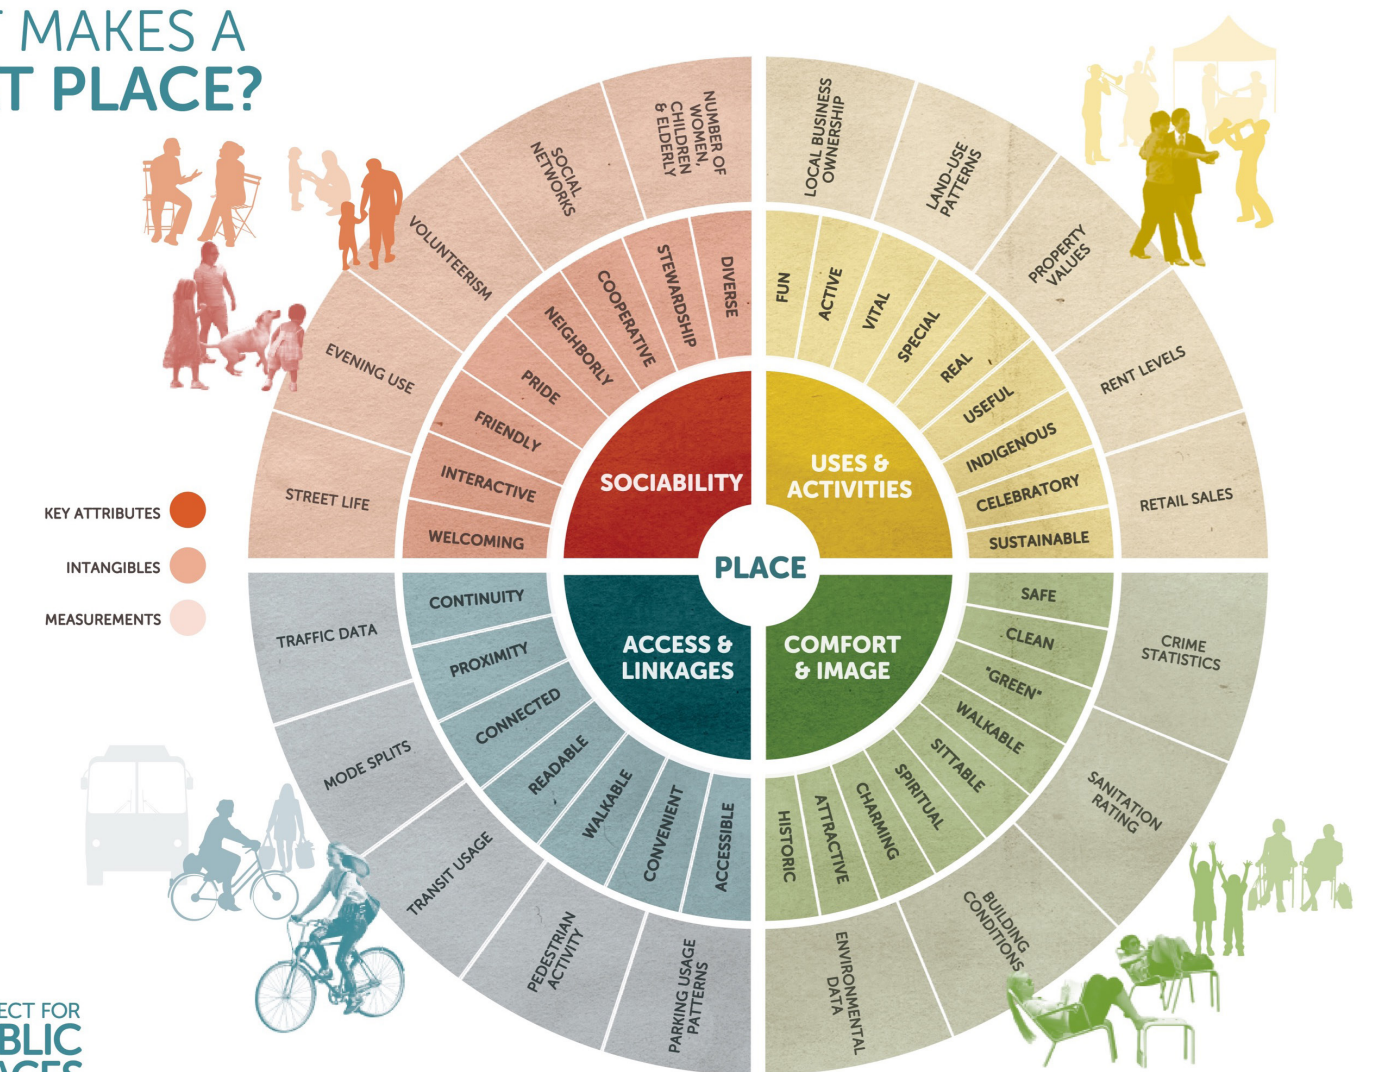 T MAKES A
T PLACE?
NUMBER OF
WOMEN,
CHILDREN
& ELDERLY
SOCIAL
NETWORKS
VOLUNTEERISM
EVENING USE
STREET LIFE
LOCAL BUSINESS
OWNERSHIP
LAND-USE
PATTERNS
PROPERTY
VALUES
RENT LEVELS
RETAIL SALES
DIVERSE
STEWARDSHIP
COOPERATIVE
NEIGHBORLY
PRIDE
FRIENDLY
INTERACTIVE
WELCOMING
FUN
ACTIVE
VITAL
SPECIAL
REAL
USEFUL
INDIGENOUS
CELEBRATORY
SUSTAINABLE
SOCIABILITY
USES &
ACTIVITIES
PLACE
ACCESS &
LINKAGES
COMFORT
& IMAGE
KEY ATTRIBUTES
INTANGIBLES
MEASUREMENTS
CONTINUITY
PROXIMITY
CONNECTED
READABLE
WALKABLE
CONVENIENT
ACCESSIBLE
SAFE
CLEAN
"GREEN"
WALKABLE
SITTABLE
SPIRITUAL
CHARMING
ATTRACTIVE
HISTORIC
TRAFFIC DATA
MODE SPLITS
TRANSIT USAGE
PEDESTRIAN
ACTIVITY
PARKING USAGE
PATTERNS
CRIME
STATISTICS
SANITATION
RATING
BUILDING
CONDITIONS
ENVIRONMENTAL
DATA
ECT FOR
BLIC
ACES